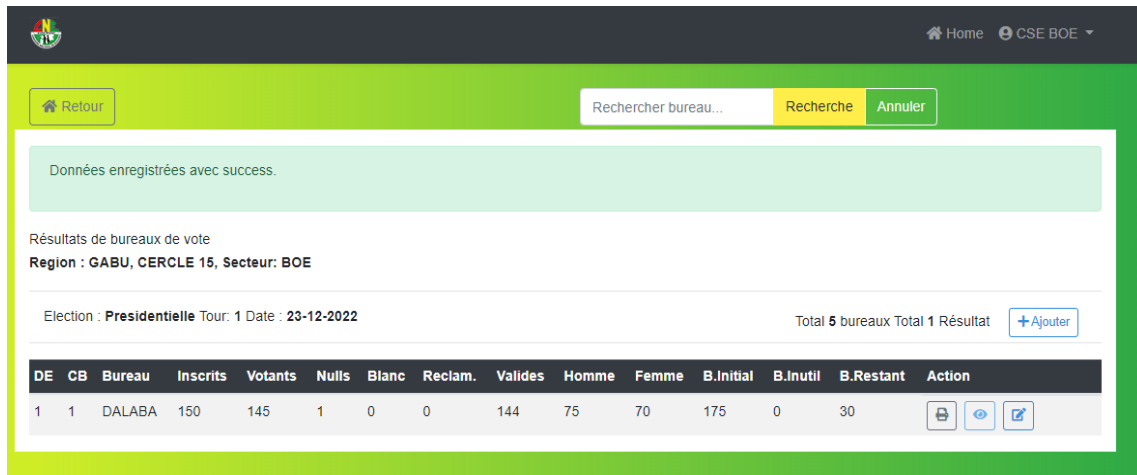 Home CSE BOE
Retour
Rechercher bureau... Recherche Annuler
Données enregistrées avec success.
Résultats de bureaux de vote
Region : GABU, CERCLE 15, Secteur: BOE
Election : Presidentielle Tour: 1 Date : 23-12-2022
Total 5 bureaux Total 1 Résultat + Ajouter
DE CB Bureau Inscrits Votants Nulls Blanc Reclam. Valides Homme Femme B.Initial B.Inutil B.Restant Action
1 1 DALABA 150 145 1 0 0 144 75 70 175 0 30